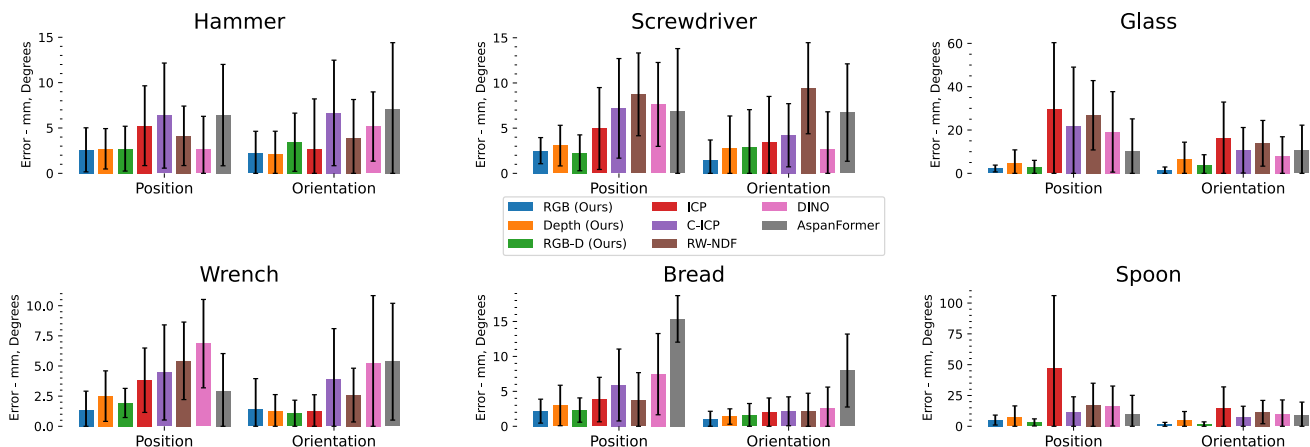 Hammer
15
10
5
0
Error - mm, Degrees
Position
Orientation
Screwdriver
15
10
5
0
Error - mm, Degrees
Position
Orientation
Glass
60
40
20
0
Error - mm, Degrees
Position
Orientation
RGB (Ours)
Depth (Ours)
RGB-D (Ours)
ICP
C-ICP
RW-NDF
DINO
AspanFormer
Wrench
10.0
7.5
5.0
2.5
0.0
Error - mm, Degrees
Position
Orientation
Bread
15
10
5
0
Error - mm, Degrees
Position
Orientation
Spoon
100
75
50
25
0
Error - mm, Degrees
Position
Orientation